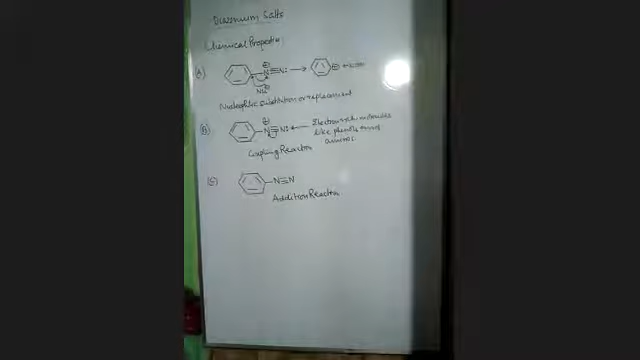 Diazonium Salts
Chemical Properties
(A) N≡N: →
Nu
Nucleophilic substitution or replacement
(B) N≡N: ← Electron rich molecules
like phenols and
amines
Coupling Reaction
(C) N≡N
Addition Reaction